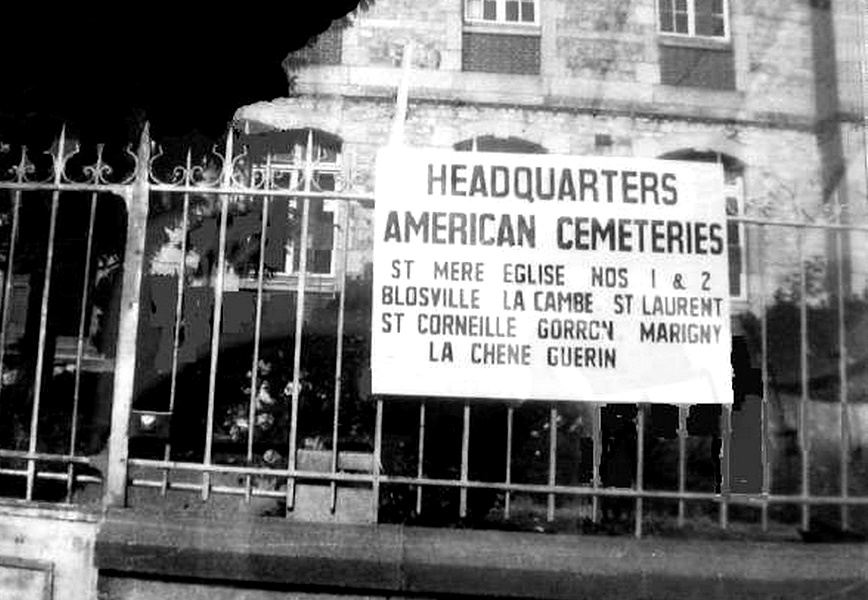 HEADQUARTERS
AMERICAN CEMETERIES
ST MERE EGLISE NOS 1 & 2
BLOSVILLE LA CAMBE ST LAURENT
ST CORNEILLE GORRON MARIGNY
LA CHENE GUERIN